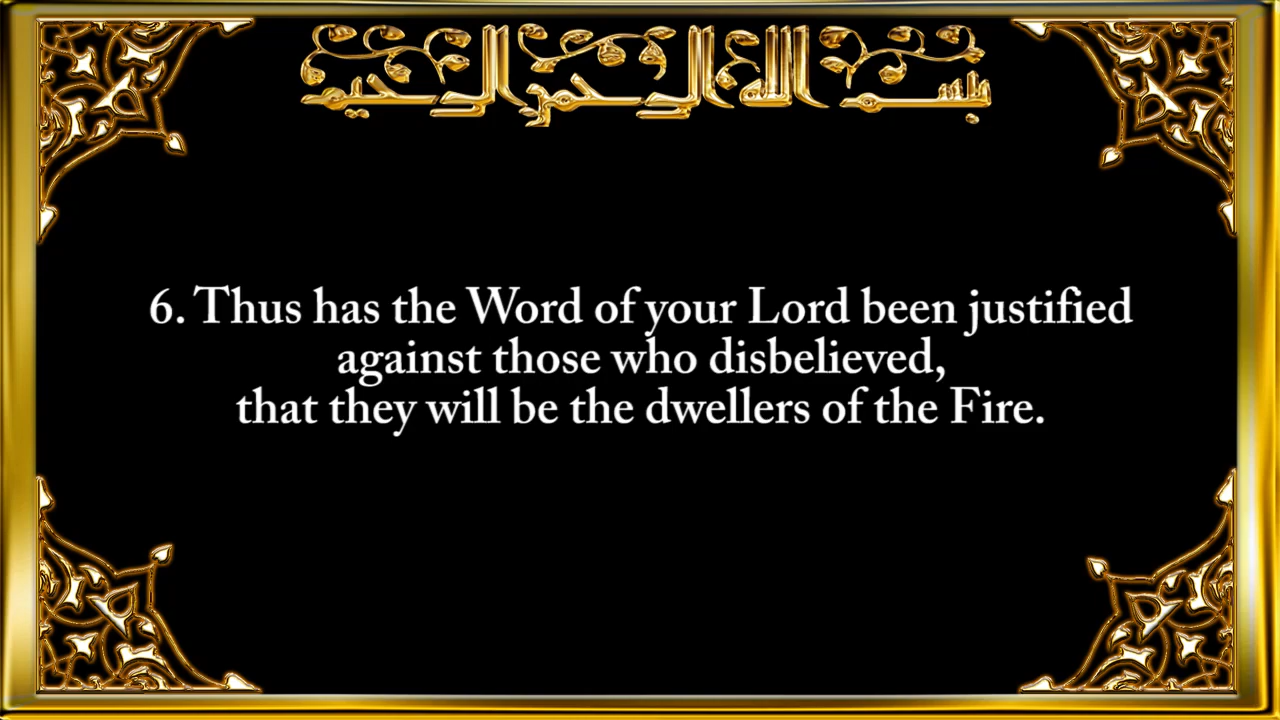 بسم الله الرحمن الرحيم
6. Thus has the Word of your Lord been justified
against those who disbelieved,
that they will be the dwellers of the Fire.